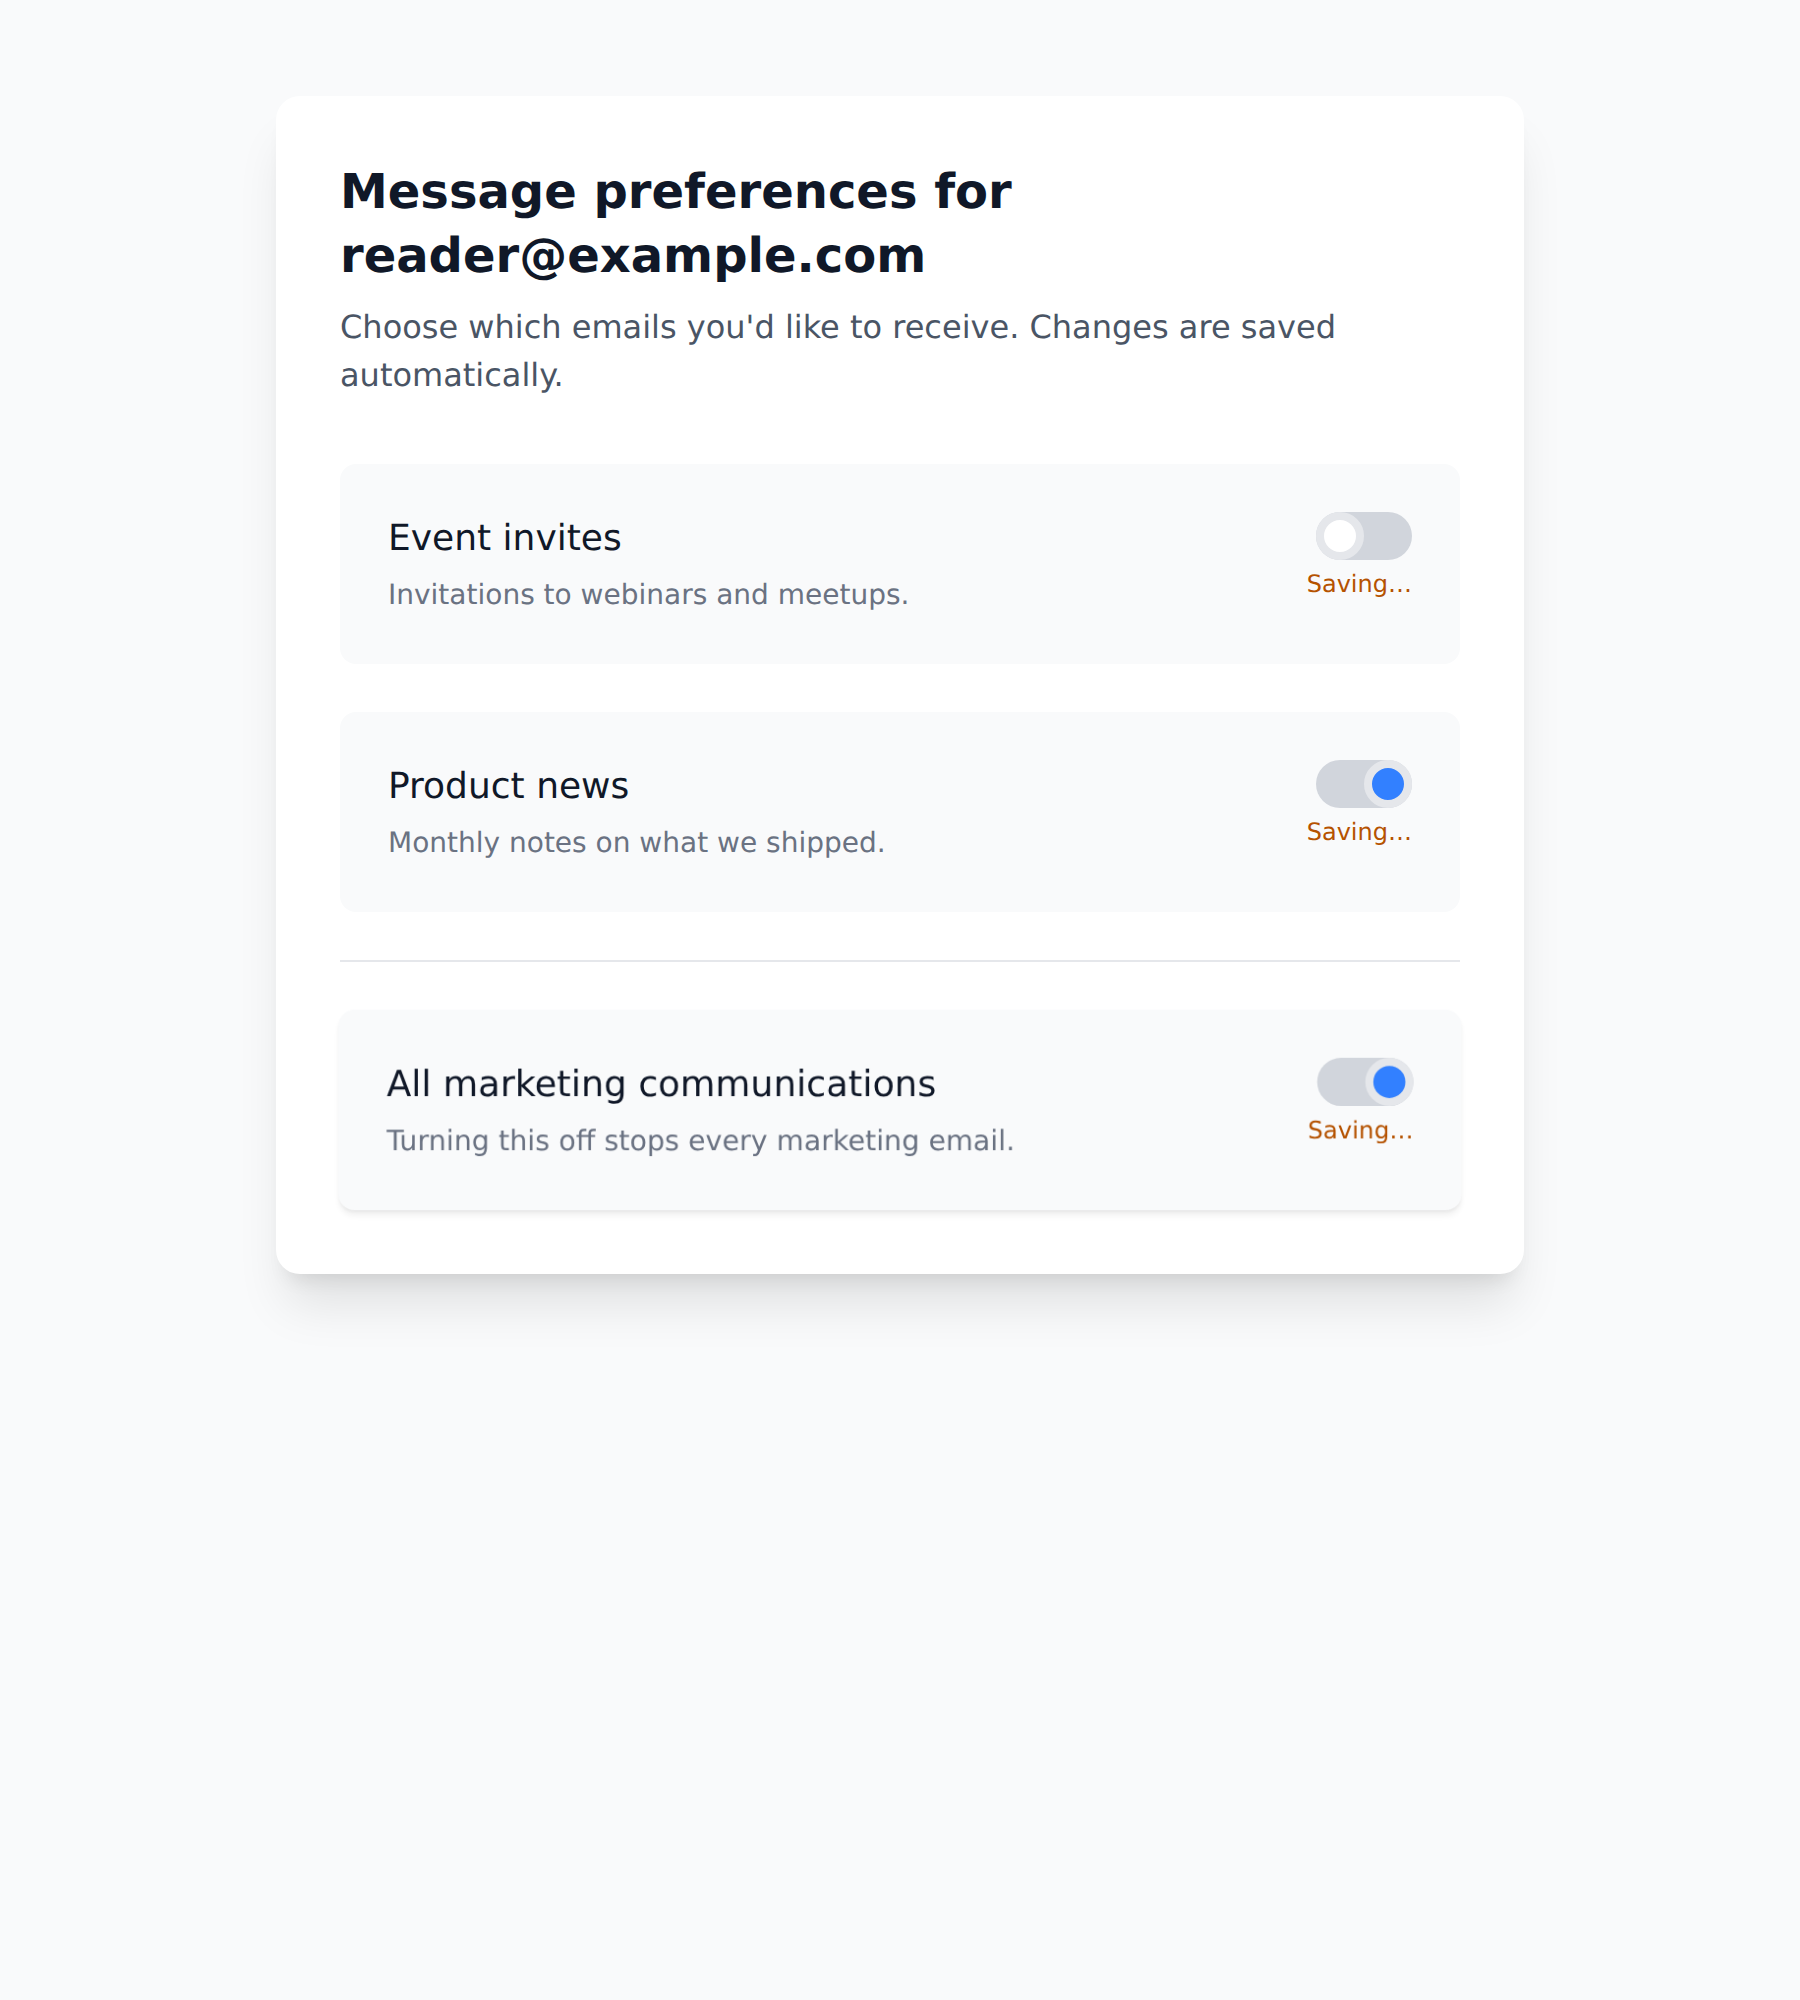 Message preferences for
reader@example.com
Choose which emails you'd like to receive. Changes are saved
automatically.
Event invites
Saving...
Invitations to webinars and meetups.
Product news
Saving...
Monthly notes on what we shipped.
All marketing communications
Saving...
Turning this off stops every marketing email.